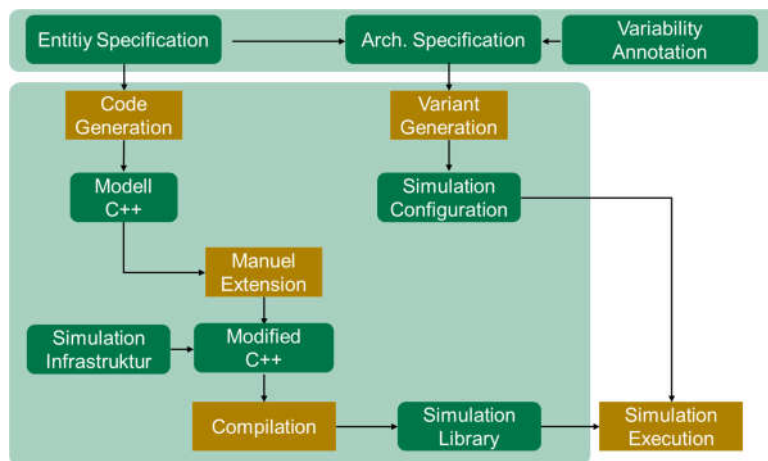 Entitiy Specification
Arch. Specification
Variability
Annotation
Code
Generation
Variant
Generation
Modell
C++
Simulation
Configuration
Manuel
Extension
Simulation
Infrastruktur
Modified
C++
Compilation
Simulation
Library
Simulation
Execution